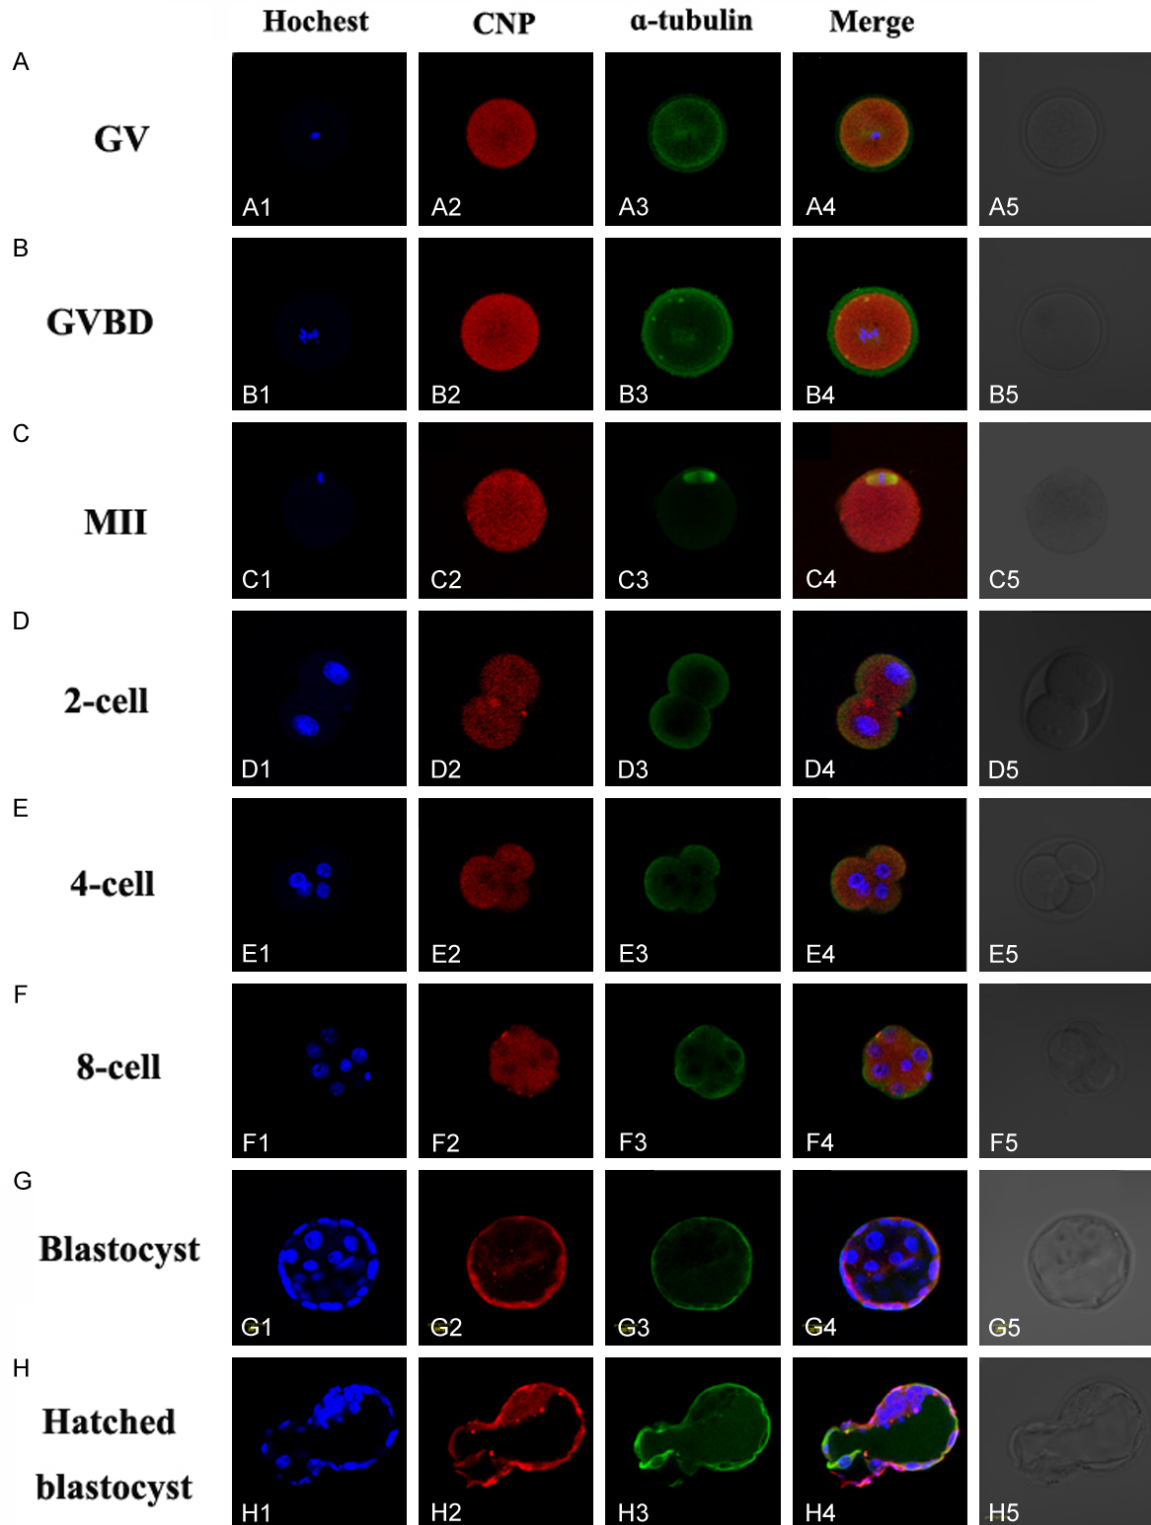 Hochest CNP α-tubulin Merge
A
GV
A1 A2 A3 A4 A5
B
GVBD
B1 B2 B3 B4 B5
C
MII
C1 C2 C3 C4 C5
D
2-cell
D1 D2 D3 D4 D5
E
4-cell
E1 E2 E3 E4 E5
F
8-cell
F1 F2 F3 F4 F5
G
Blastocyst
G1 G2 G3 G4 G5
H
Hatched
blastocyst
H1 H2 H3 H4 H5